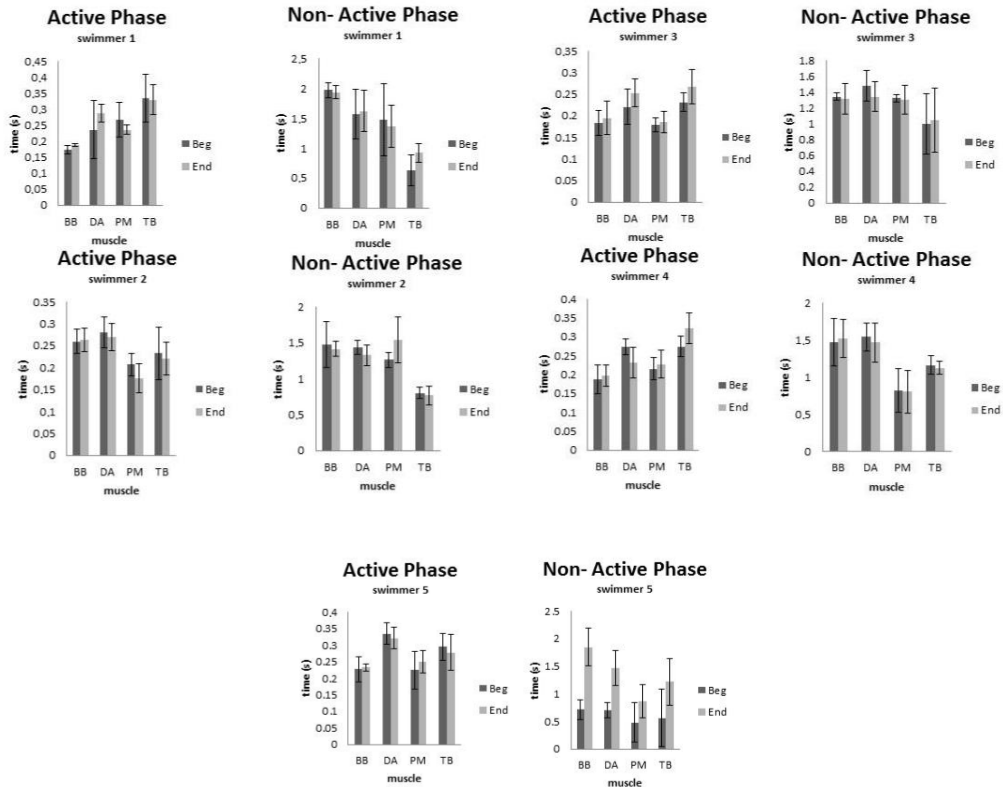 Active Phase
swimmer 1
0,45
0,4
0,35
0,3
0,25
0,2
0,15
0,1
0,05
0
time (s)
BB DA PM TB
muscle
Beg
End
Non- Active Phase
swimmer 1
2,5
2
1,5
1
0,5
0
time (s)
BB DA PM TB
muscle
Beg
End
Active Phase
swimmer 3
0,35
0,3
0.25
0.2
0.15
0.1
0.05
0
time (s)
BB DA PM TB
muscle
Beg
End
Non- Active Phase
swimmer 3
1.8
1.6
1.4
1.2
1
0.8
0.6
0.4
0.2
0
time (s)
BB DA PM TB
muscle
Beg
End
Active Phase
swimmer 2
0.35
0.3
0,25
0,2
0,15
0,1
0,05
0
time (s)
BB DA PM TB
muscle
Beg
End
Non- Active Phase
swimmer 2
2
1,5
1
0,5
0
time (s)
BB DA PM TB
muscle
Beg
End
Active Phase
swimmer 4
0.4
0.35
0.3
0.25
0.2
0.15
0.1
0.05
0
time (s)
BB DA PM TB
muscle
Beg
End
Non- Active Phase
swimmer 4
2
1,5
1
0,5
0
time (s)
BB DA PM TB
muscle
Beg
End
Active Phase
swimmer 5
0,4
0.35
0.3
0.25
0.2
0.15
0.1
0.05
0
time (s)
BB DA PM TB
muscle
Beg
End
Non- Active Phase
swimmer 5
2.5
2
1.5
1
0.5
0
time (s)
BB DA PM TB
muscle
Beg
End